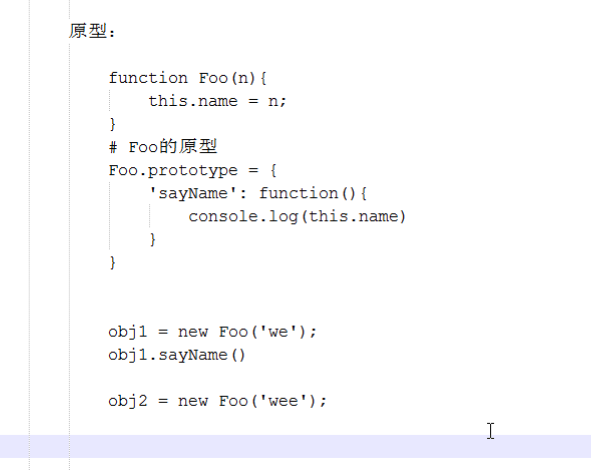 原型：
function Foo(n){
this.name = n;
}
# Foo的原型
Foo.prototype = {
'sayName': function(){
console.log(this.name)
}
}
obj1 = new Foo('we');
obj1.sayName()
obj2 = new Foo('wee');